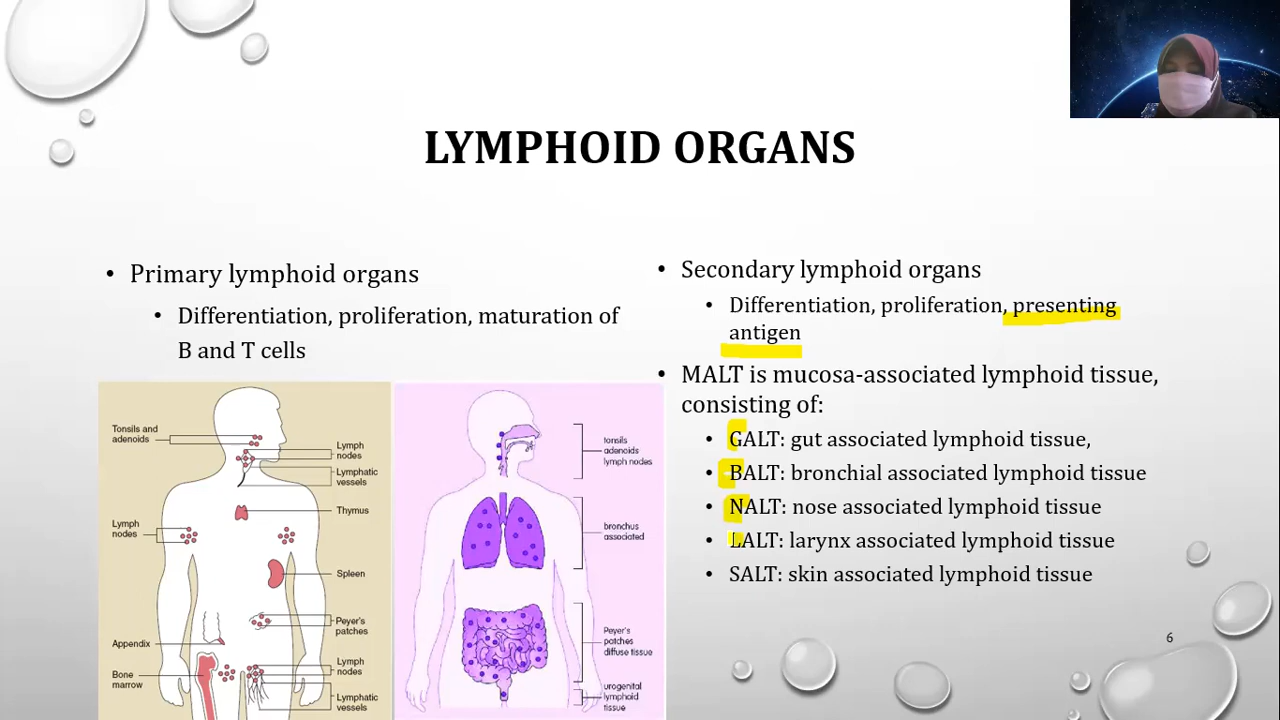 LYMPHOID ORGANS
• Primary lymphoid organs
• Differentiation, proliferation, maturation of
B and T cells
Tonsils and
adenoids
Lymph
nodes
Lymphatic
vessels
Thymus
Lymph
nodes
Spleen
Peyer's
patches
Appendix
Lymph
nodes
Bone
marrow
Lymphatic
vessels
tonsils
adenoids
lymph nodes
bronchus
associated
Peyer's
patches
diffuse tissue
urogenital
lymphoid
tissue
• Secondary lymphoid organs
• Differentiation, proliferation, presenting
antigen
• MALT is mucosa-associated lymphoid tissue,
consisting of:
• GALT: gut associated lymphoid tissue,
• BALT: bronchial associated lymphoid tissue
• NALT: nose associated lymphoid tissue
• LALT: larynx associated lymphoid tissue
• SALT: skin associated lymphoid tissue
6